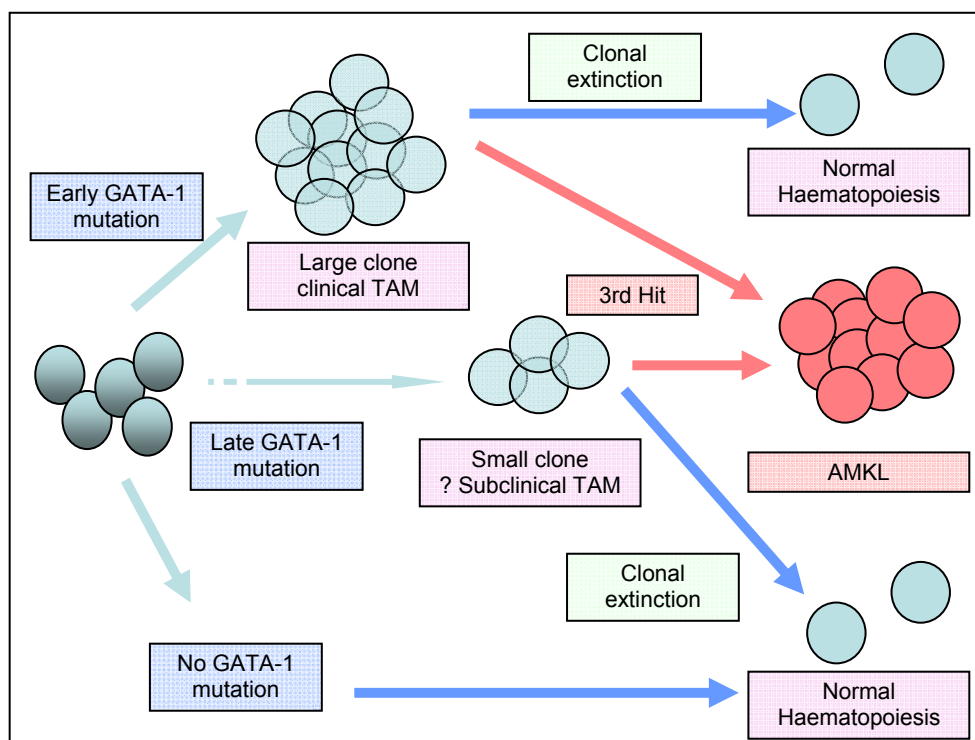 Clonal
extinction
Normal
Haematopoiesis
Early GATA-1
mutation
Large clone
clinical TAM
3rd Hit
Late GATA-1
mutation
Small clone
? Subclinical TAM
AMKL
Clonal
extinction
No GATA-1
mutation
Normal
Haematopoiesis